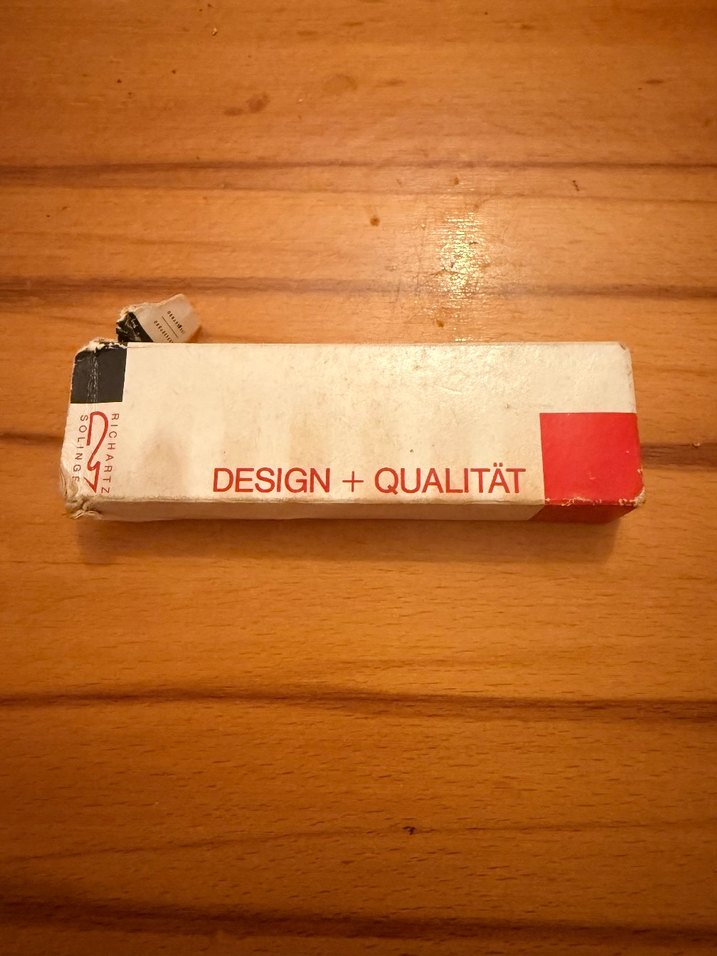 RICHARTZ
SOLINGE
DESIGN + QUALITÄT